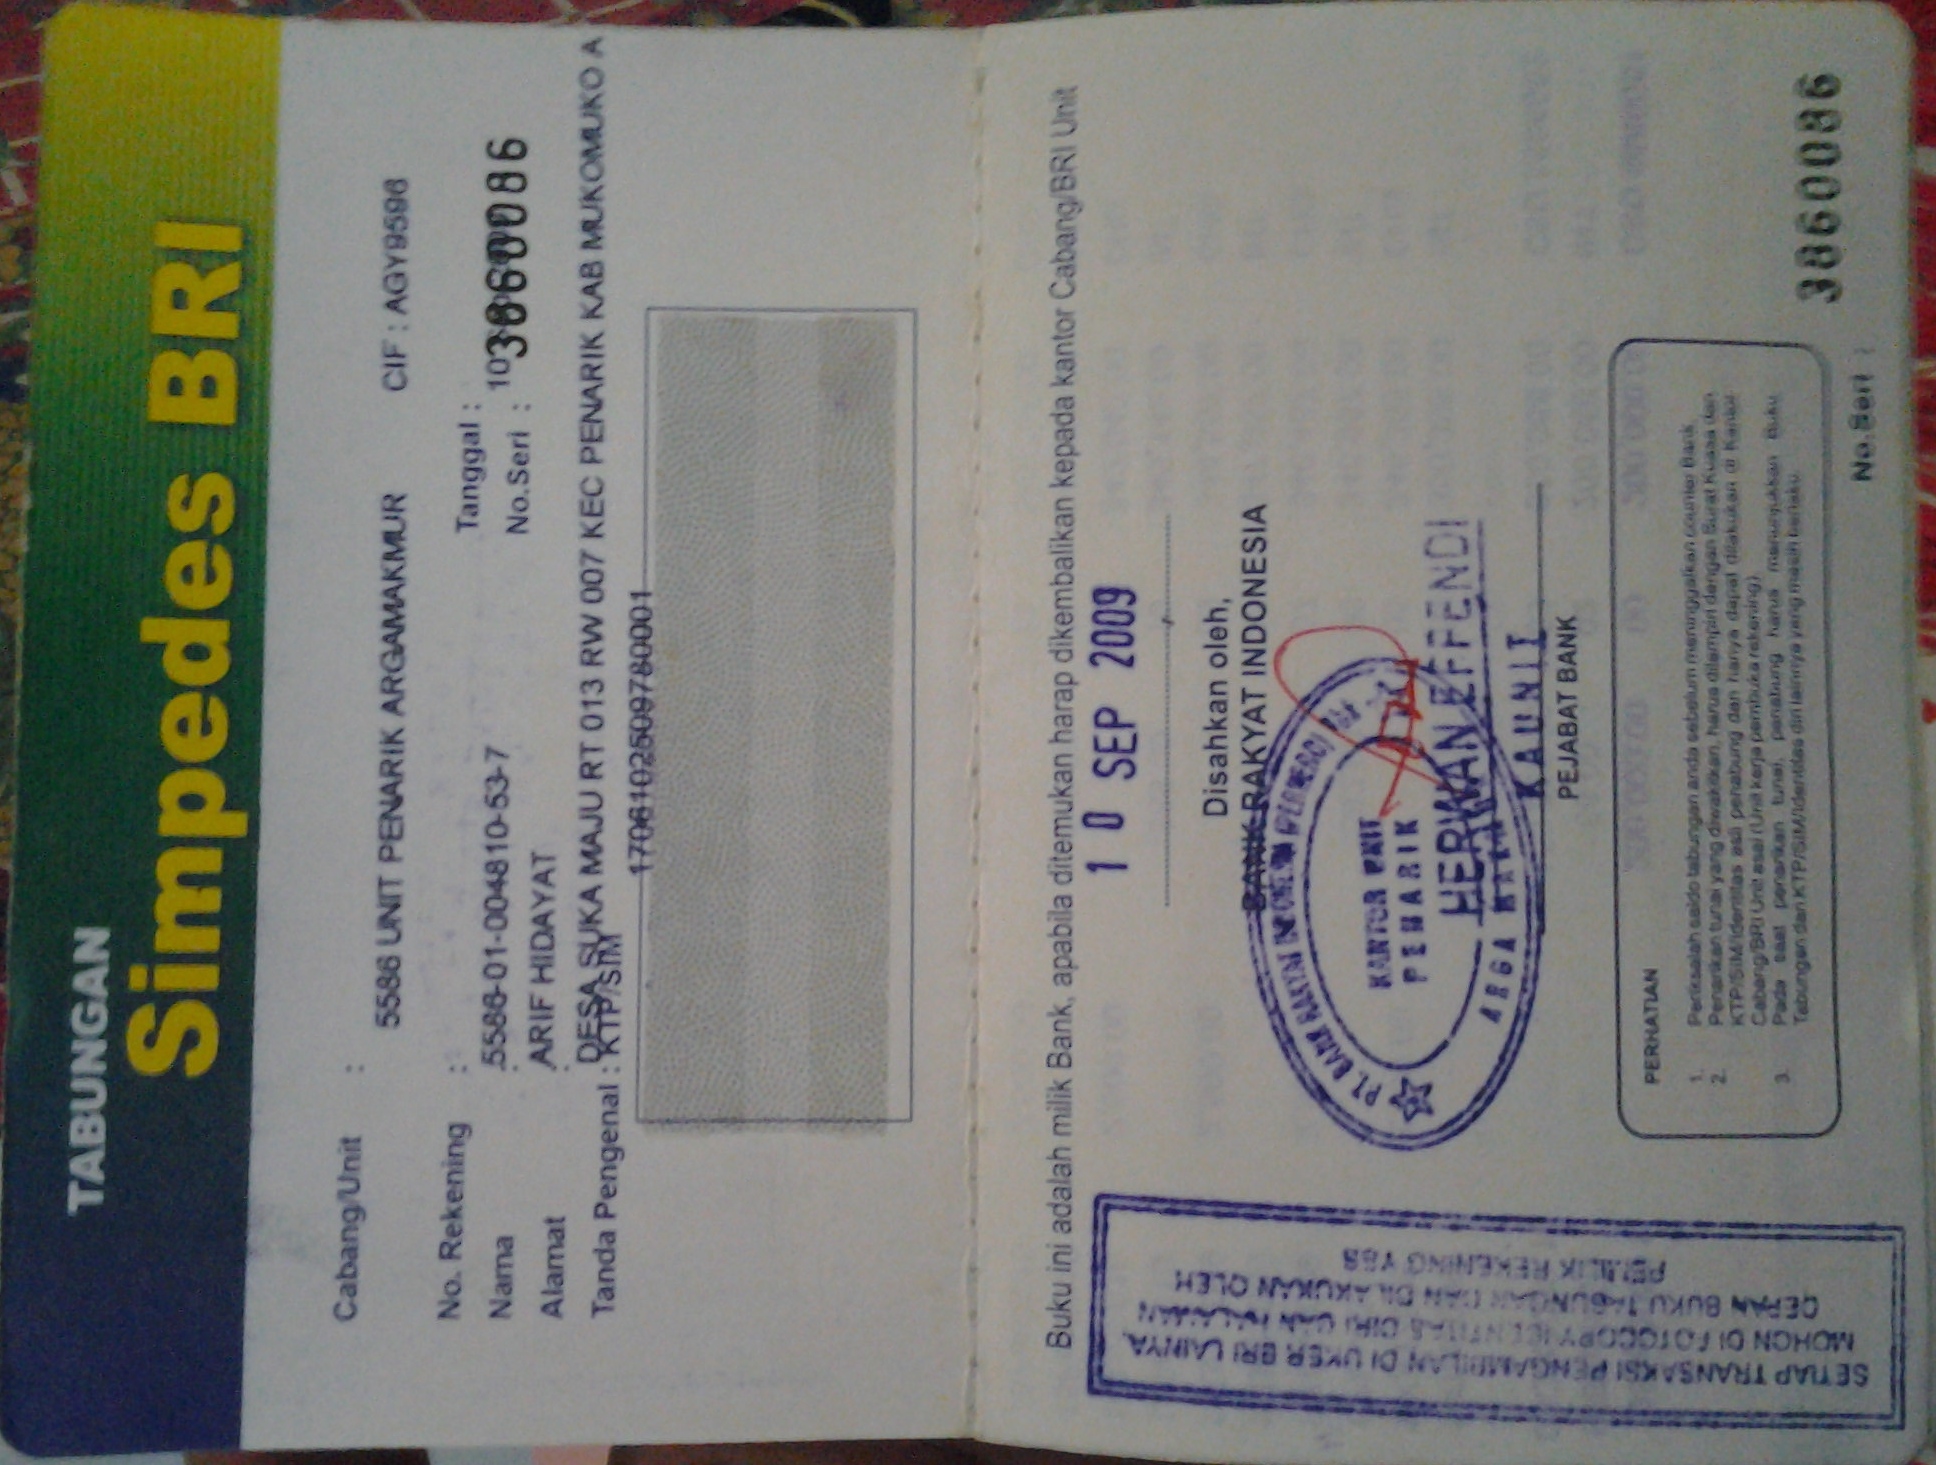 TABUNGAN
Simpedes BRI
Cabang/Unit :
5586 UNIT PENARIK ARGAMAKMUR CIF : AGY9596
No. Rekening : 5586-01-004810-53-7 Tanggal :
Nama : ARIF HIDAYAT No.Seri : 3860086
Alamat : DESA SUKA MAJU RT 013 RW 007 KEC PENARIK KAB MUKOMUKO A
Tanda Pengenal : KTP/SIM
17061102509780001
Buku ini adalah milik Bank, apabila ditemukan harap dikembalikan kepada kantor Cabang/BRI Unit
10 SEP 2009
Disahkan oleh,
BANK RAKYAT INDONESIA
PT. BANK RAKYAT INDONESIA (PERSERO)
KANTOR UNIT
PENARIK
ARGA MAKMUR
HERWAN EFFENDI
KAUNIT
PEJABAT BANK
SETIAP TRANSAKSI PENGAMBILAN DI UKER BRI LAINYA
MOHON DI FOTOCOPY IDENTITAS DIRI DAN HALAMAN
DEPAN BUKU TABUNGAN DAN DILAKUKAN OLEH
PEMILIK REKENING YBS
PERHATIAN
1. Periksalah saldo tabungan anda sebelum meninggalkan counter Bank.
2. Penarikan tunai yang diwakilkan, harus dilampiri dengan Surat Kuasa dan
KTP/SIM/Identitas asli penabung dan hanya dapat dilakukan di Kantor
Cabang/BRI Unit asal (Unit kerja pembuka rekening).
3. Pada saat penarikan tunai, penabung harus menunjukkan Buku
Tabungan dan KTP/SIM/Identitas diri lainnya yang masih berlaku.
No.Seri : 3860086